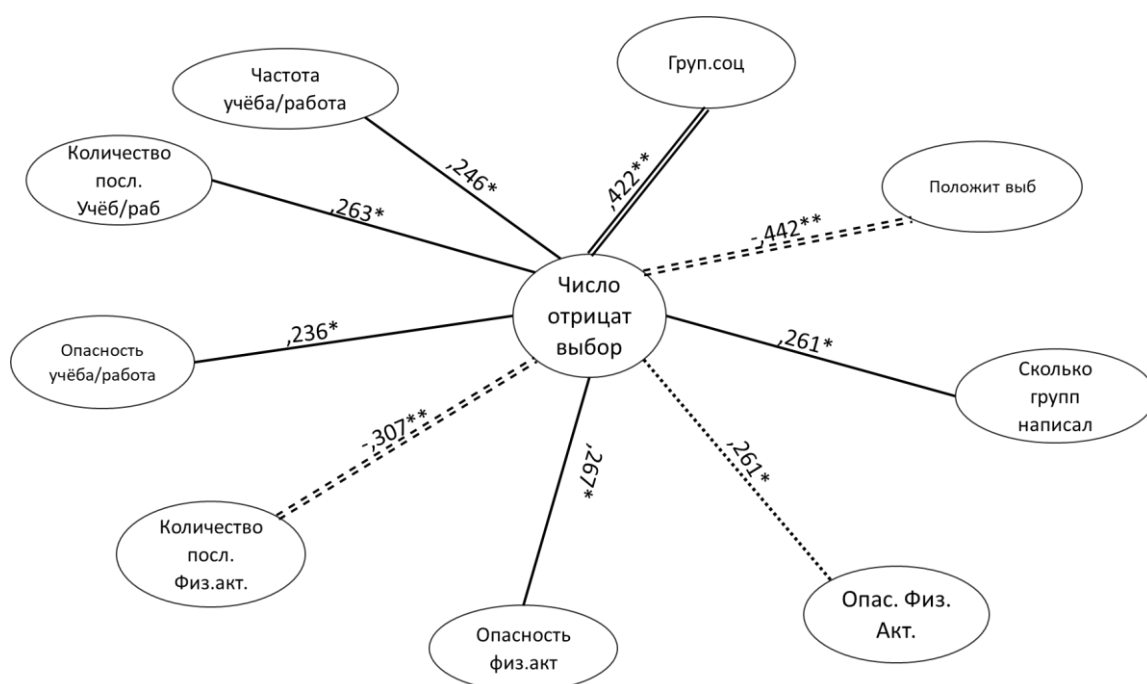 Груп.соц
Частота
учёба/работа
Количество
посл.
Учёб/раб
Положит выб
,246*
,422**
,263*
-,442**
Число
отрицат
выбор
,236*
,261*
Опасность
учёба/работа
Сколько
групп
написал
-,307**
,267*
,261*
Количество
посл.
Физ.акт.
Опас. Физ.
Акт.
Опасность
физ.акт